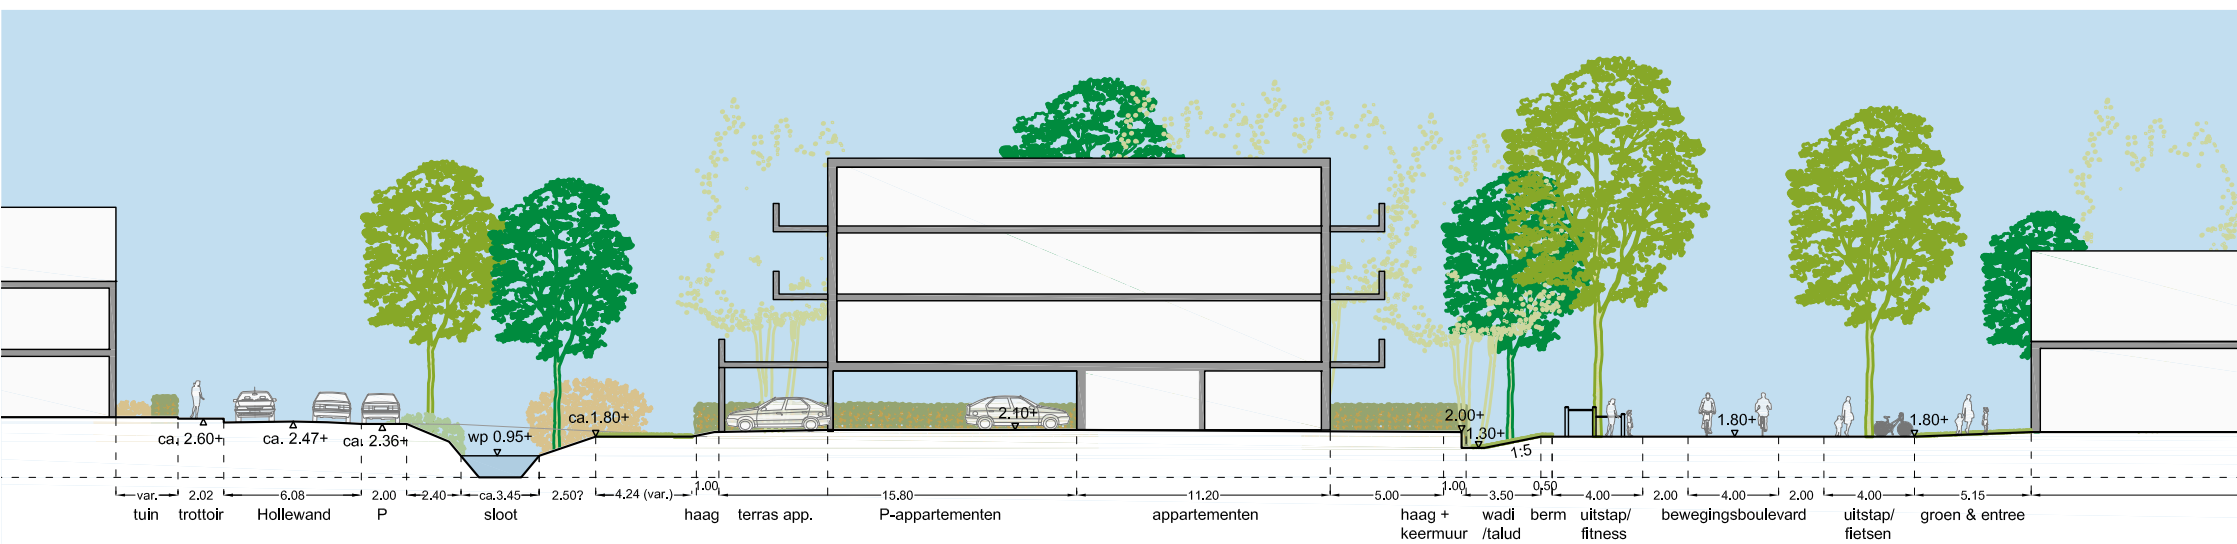 ca. 2.60+
ca. 2.47+
ca. 2.36+
wp 0.95+
ca.1.80+
2.10+
2.00+
1.30+
1:5
1.80+
1.80+
var.
2.02
6.08
2.00
2.40
ca.3.45
2.50?
4.24 (var.)
1.00
15.80
11.20
5.00
1.00
3.50
0.50
4.00
2.00
4.00
2.00
4.00
5.15
tuin
trottoir
Hollewand
P
sloot
haag
terras app.
P-appartementen
appartementen
haag +
keermuur
wadi
/talud
berm
uitstap/
fitness
bewegingsboulevard
uitstap/
fietsen
groen & entree